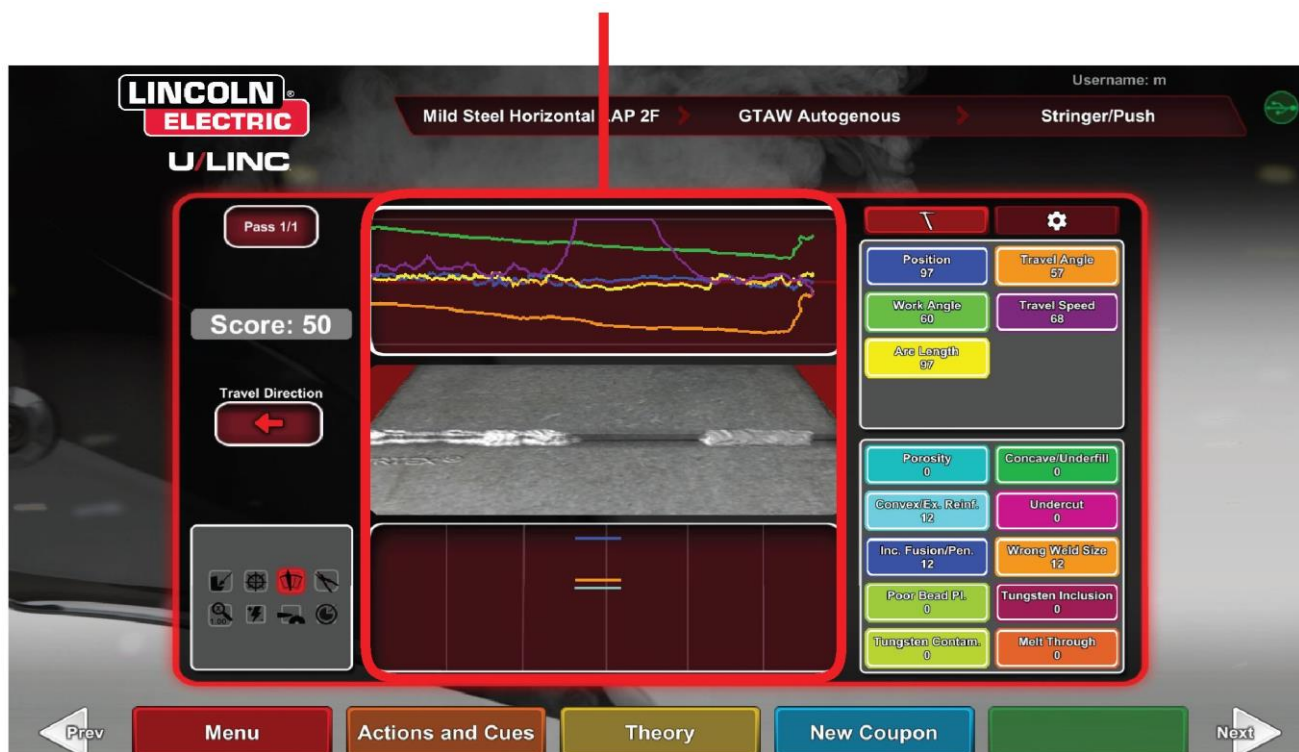 Username: m
LINCOLN ®
ELECTRIC
U/LINC
Mild Steel Horizontal LAP 2F
GTAW Autogenous
Stringer/Push
Pass 1/1
Score: 50
Travel Direction
Position
97
Travel Angle
57
Work Angle
60
Travel Speed
68
Arc Length
97
Porosity
0
Concave/Underfill
0
Convex/Ex. Reinf.
12
Undercut
0
Inc. Fusion/Pen.
12
Wrong Weld Size
12
Poor Bead Pl.
0
Tungsten Inclusion
0
Tungsten Contam.
0
Melt Through
0
Prev
Menu
Actions and Cues
Theory
New Coupon
Next